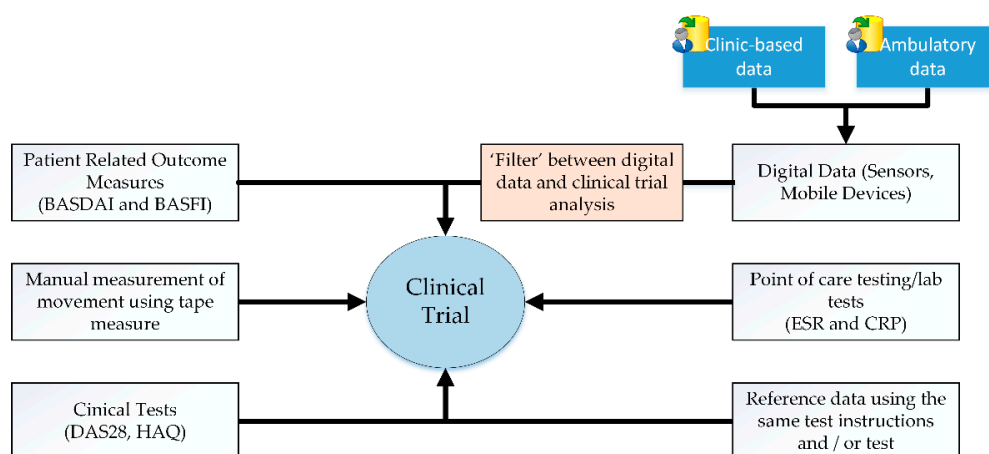 Clinic-based
data
Ambulatory
data
Patient Related Outcome
Measures
(BASDAI and BASFI)
'Filter' between digital
data and clinical trial
analysis
Digital Data (Sensors,
Mobile Devices)
Manual measurement of
movement using tape
measure
Clinical
Trial
Point of care testing/lab
tests
(ESR and CRP)
Cinical Tests
(DAS28, HAQ)
Reference data using the
same test instructions
and / or test